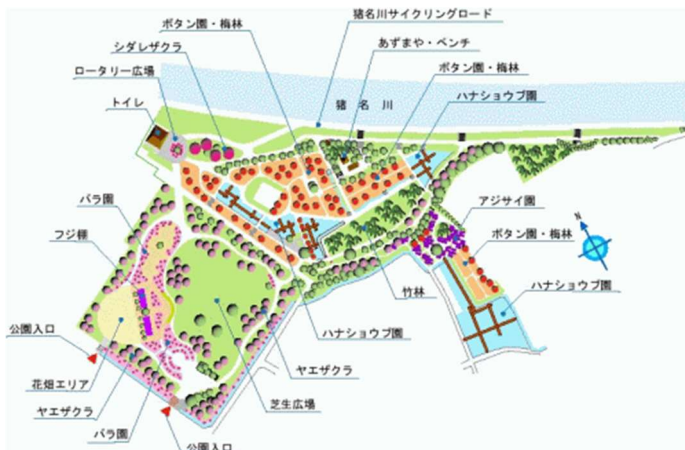 猪名川サイクリングロード
ボタン園・梅林
あずまや・ベンチ
シダレザクラ
ボタン園・梅林
ロータリー広場
ハナショウブ園
トイレ
猪名川
バラ園
アジサイ園
フジ棚
ボタン園・梅林
N
ハナショウブ園
竹林
公園入口
ハナショウブ園
花畑エリア
ヤエザクラ
ヤエザクラ
芝生広場
バラ園
公園入口